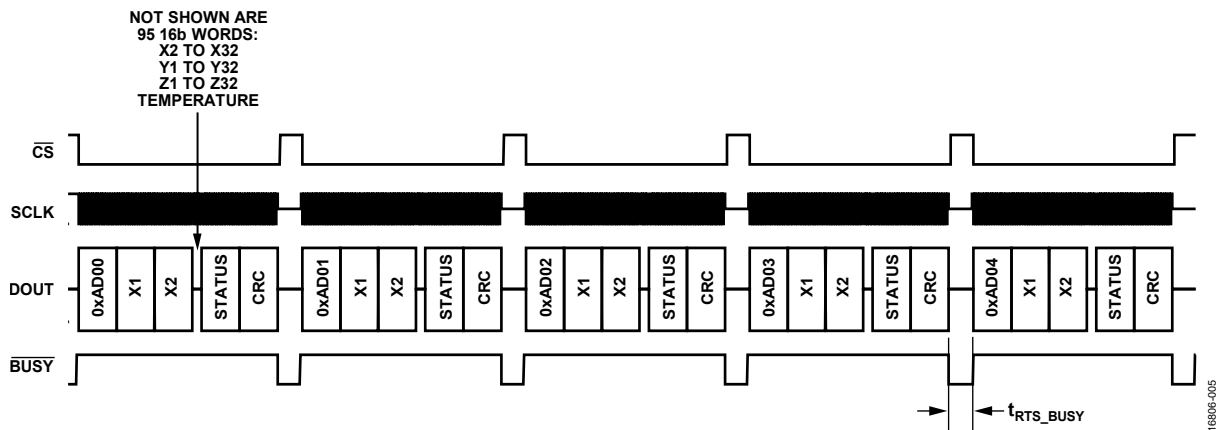 NOT SHOWN ARE
95 16b WORDS:
X2 TO X32
Y1 TO Y32
Z1 TO Z32
TEMPERATURE
CS
SCLK
DOUT
0xAD00 X1 X2 STATUS CRC
0xAD01 X1 X2 STATUS CRC
0xAD02 X1 X2 STATUS CRC
0xAD03 X1 X2 STATUS CRC
0xAD04 X1 X2 STATUS CRC
BUSY
tRTS_BUSY
16806-005